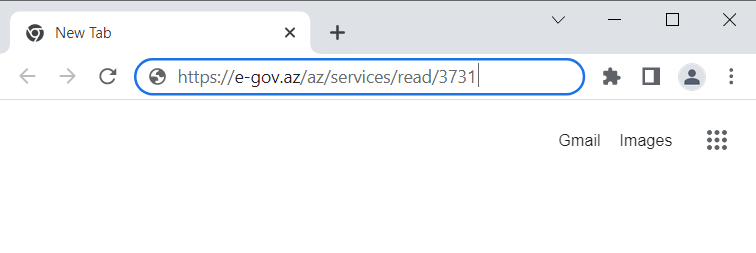 New Tab
https://e-gov.az/az/services/read/3731
Gmail Images